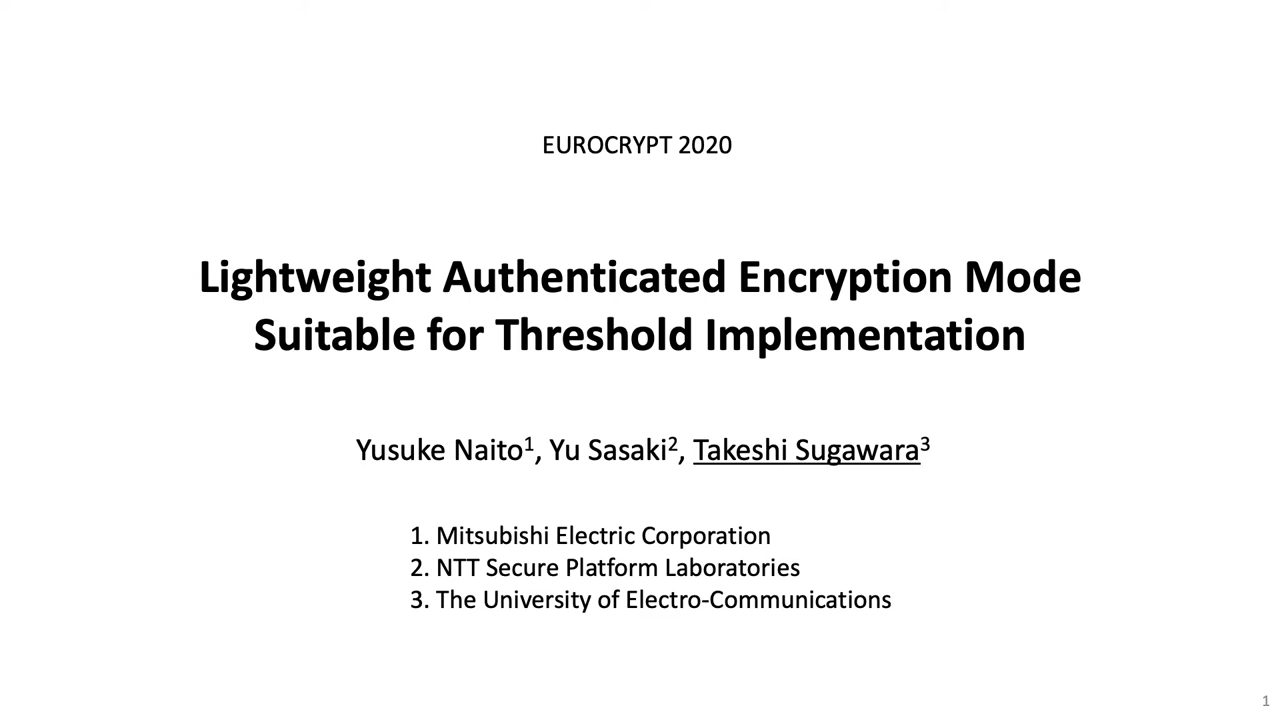 EUROCRYPT 2020
Lightweight Authenticated Encryption Mode
Suitable for Threshold Implementation
Yusuke Naito1, Yu Sasaki2, Takeshi Sugawara3
1. Mitsubishi Electric Corporation
2. NTT Secure Platform Laboratories
3. The University of Electro-Communications
1